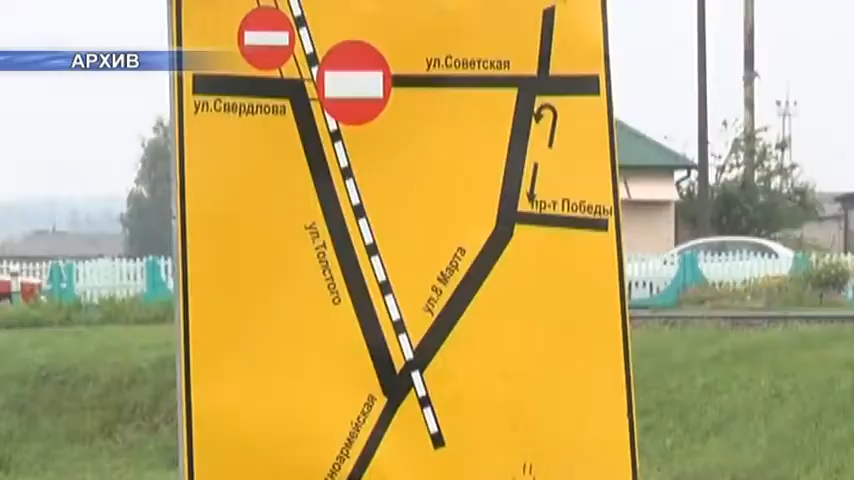 АРХИВ
ул.Советская
ул.Свердлова
пр-т Победы
ул.Толстого
ул.8 Марта